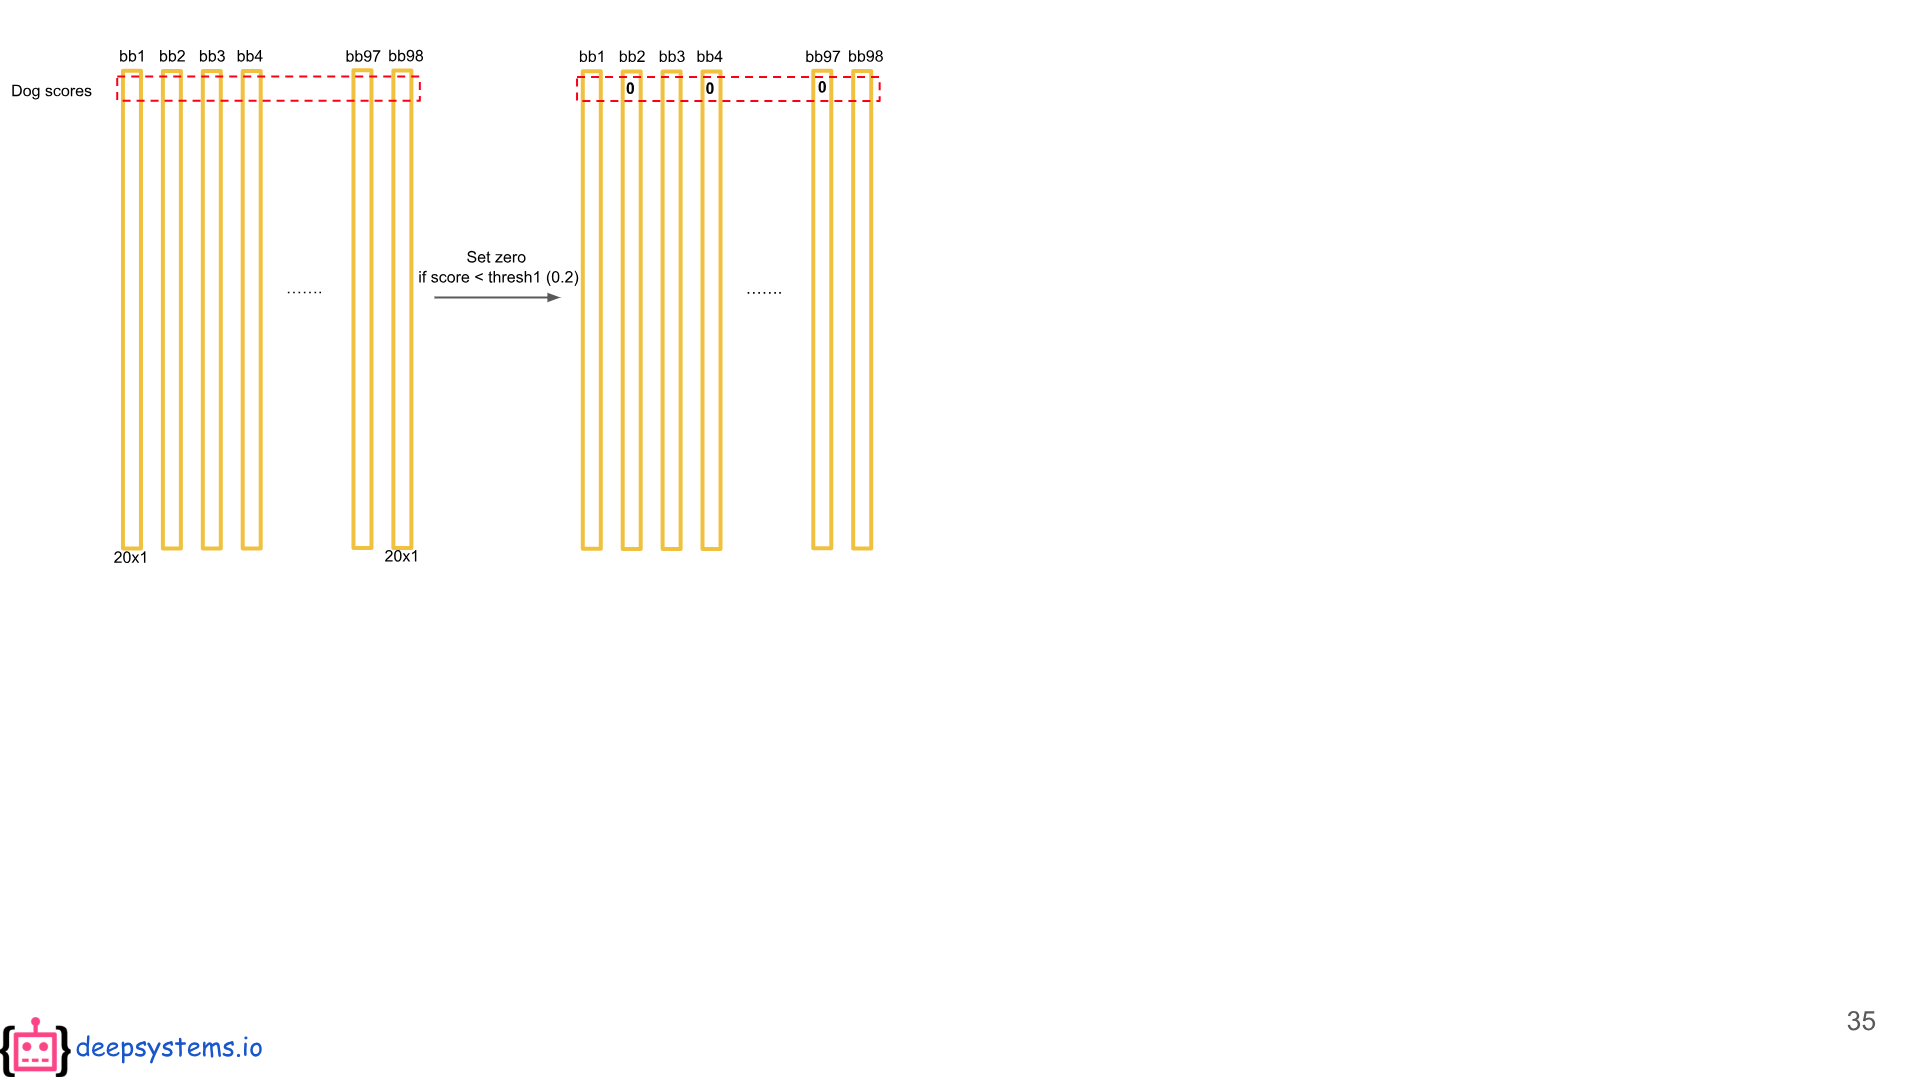 bb1 bb2 bb3 bb4 bb97 bb98
bb1 bb2 bb3 bb4 bb97 bb98
Dog scores
0 0 0
Set zero
if score < thresh1 (0.2)
.......
.......
20x1 20x1
{ } deepsystems.io
35